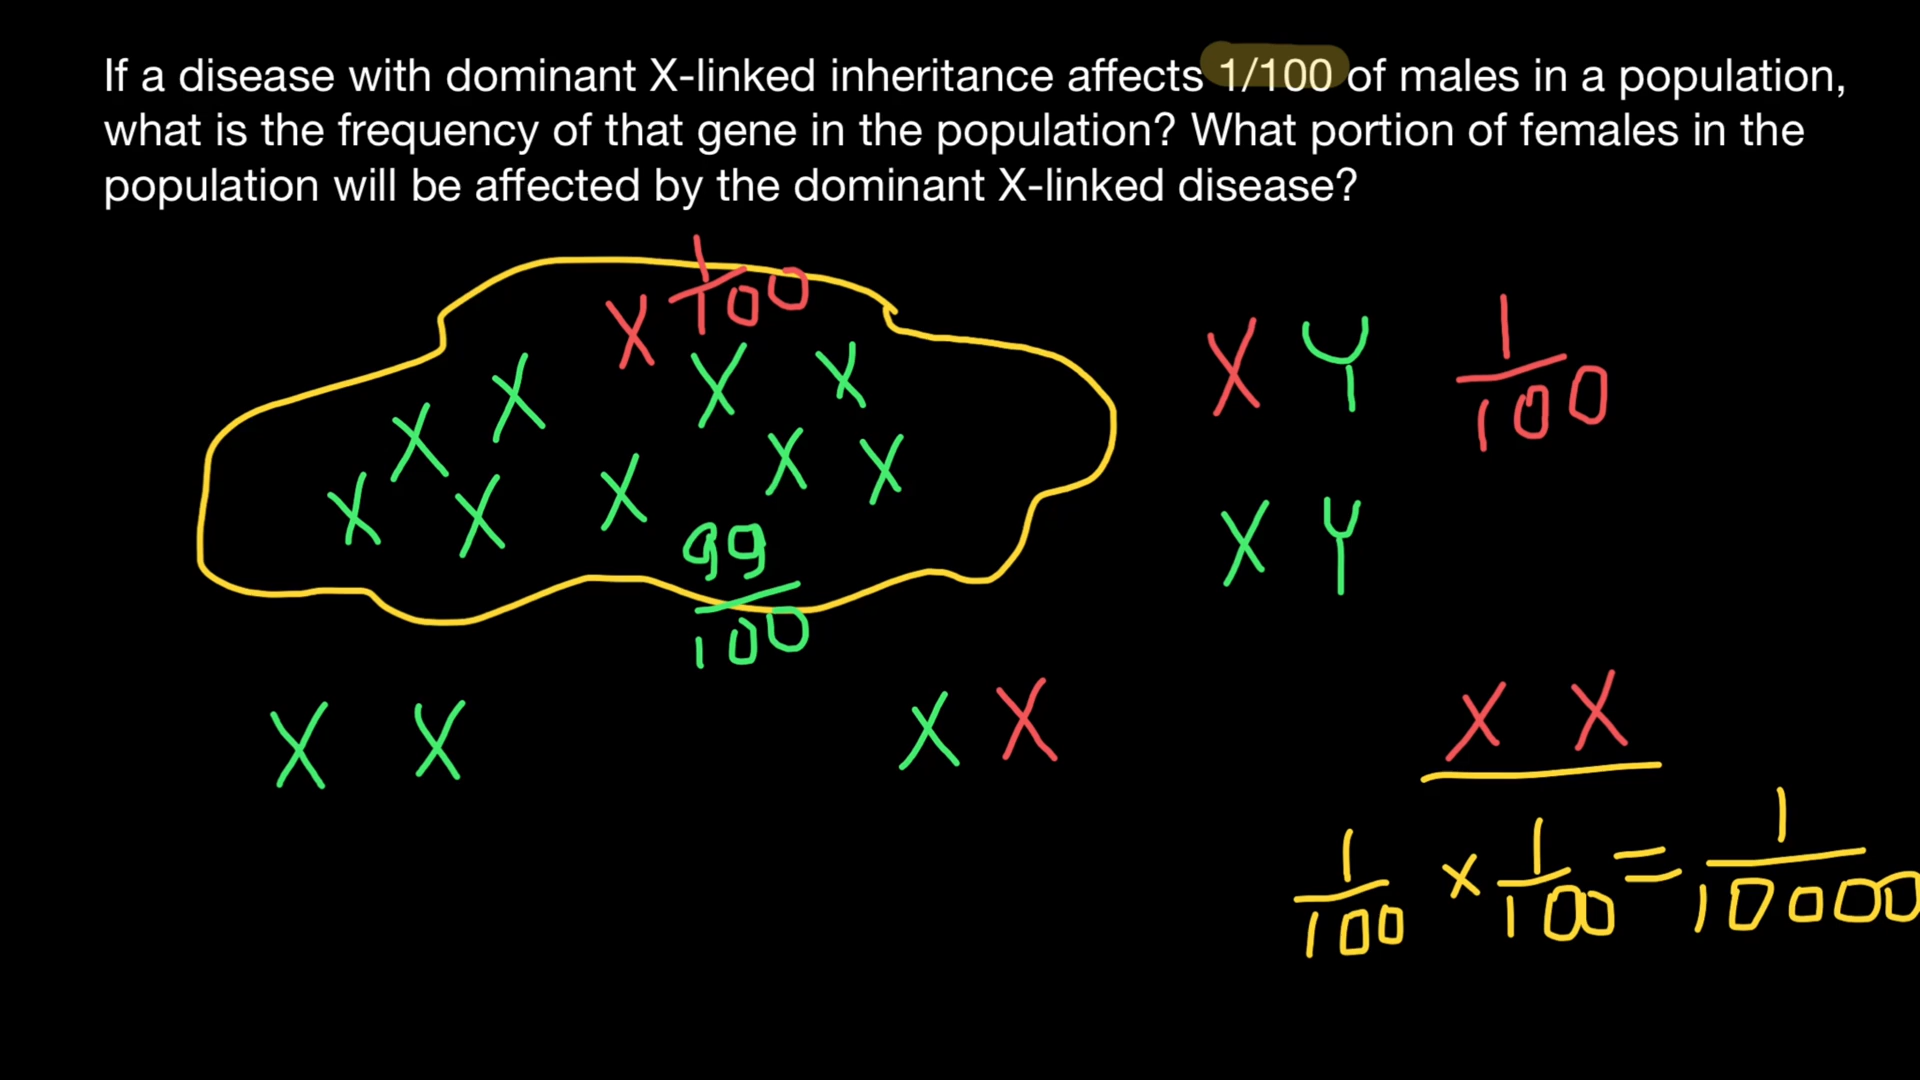 If a disease with dominant X-linked inheritance affects 1/100 of males in a population,
what is the frequency of that gene in the population? What portion of females in the
population will be affected by the dominant X-linked disease?
X 1/100
X X X X
X X X X X
99/100
X Y 1/100
X Y
X X
X X
X X
1/100 × 1/100 = 1/10000